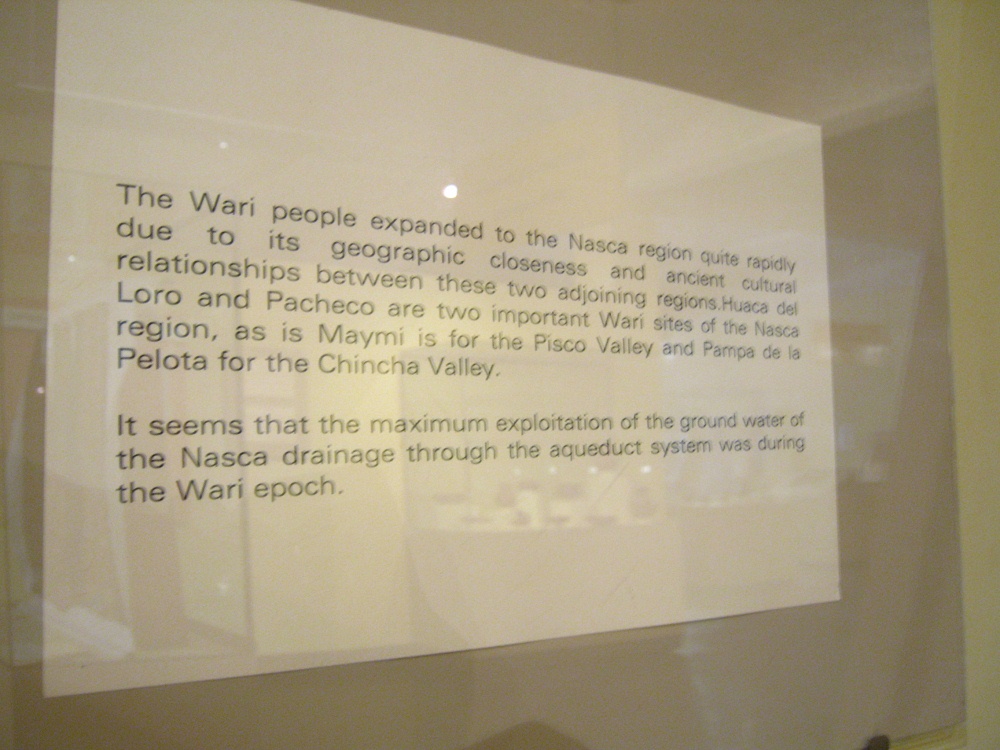 The Wari people expanded to the Nasca region quite rapidly
due to its geographic closeness and ancient cultural
relationships between these two adjoining regions.Huaca del
Loro and Pacheco are two important Wari sites of the Nasca
region, as is Maymi is for the Pisco Valley and Pampa de la
Pelota for the Chincha Valley.
It seems that the maximum exploitation of the ground water of
the Nasca drainage through the aqueduct system was during
the Wari epoch.